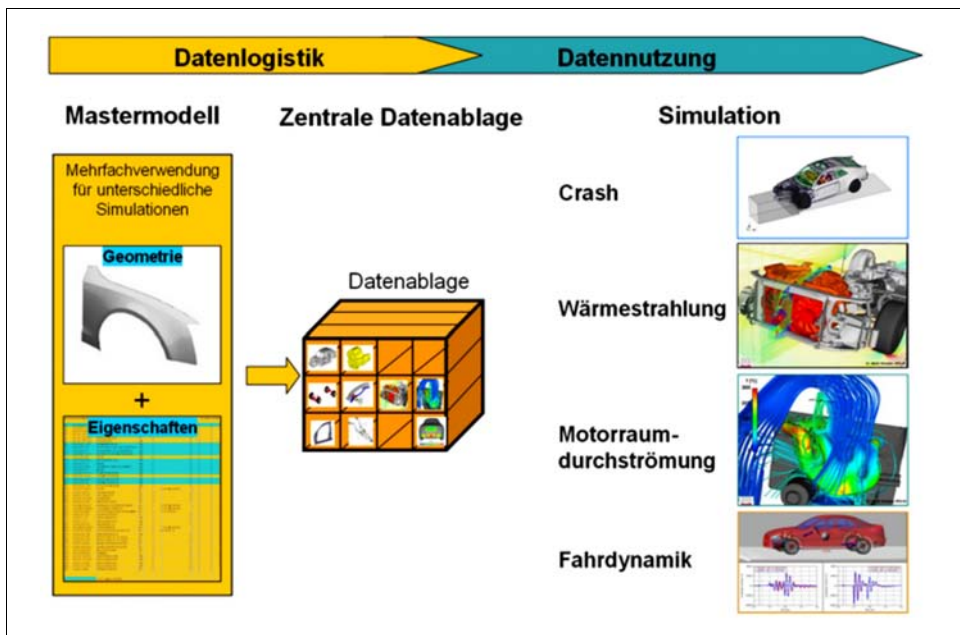 Datenlogistik
Datennutzung
Mastermodell
Zentrale Datenablage
Simulation
Mehrfachverwendung
für unterschiedliche
Simulationen
Geometrie
+
Eigenschaften
Datenablage
Crash
Wärmestrahlung
Motorraum-
durchströmung
Fahrdynamik